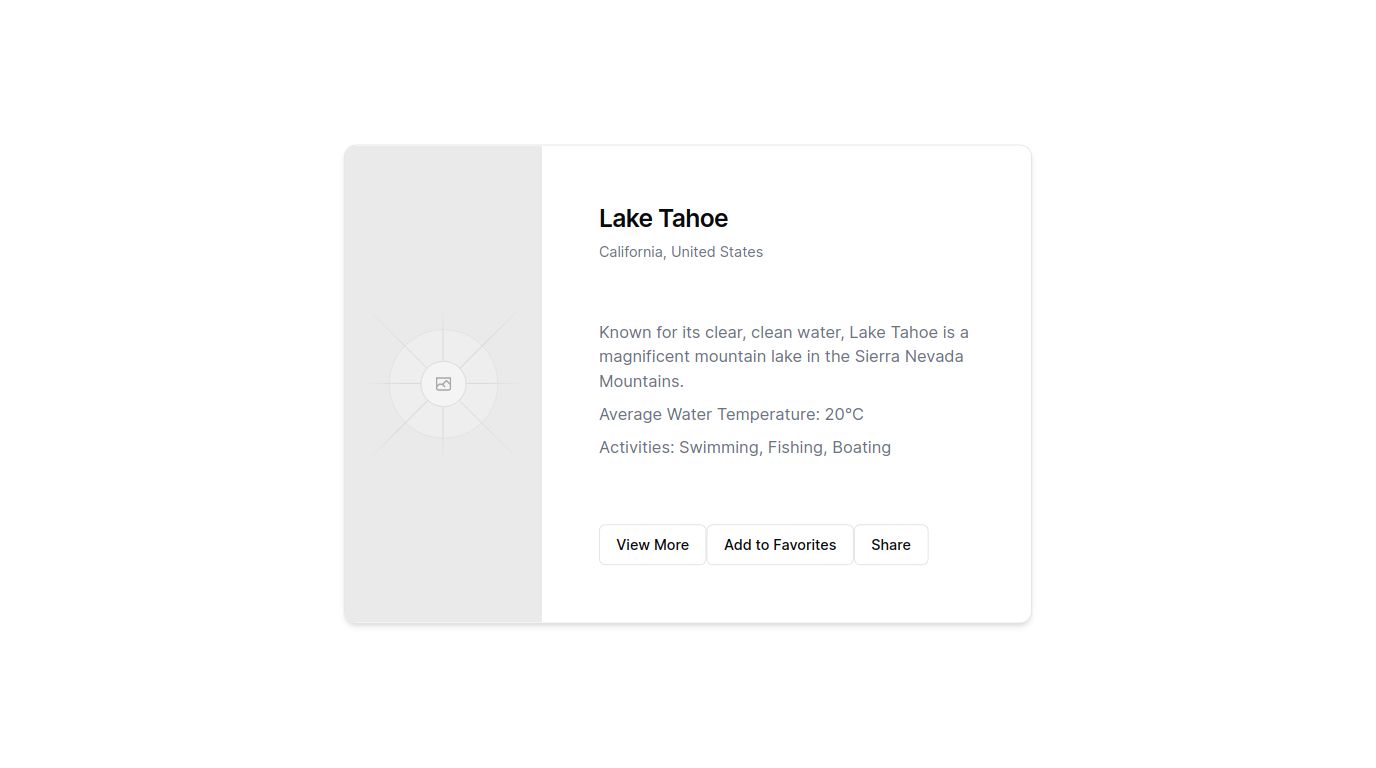 Lake Tahoe
California, United States
Known for its clear, clean water, Lake Tahoe is a
magnificent mountain lake in the Sierra Nevada
Mountains.
Average Water Temperature: 20°C
Activities: Swimming, Fishing, Boating
View More Add to Favorites Share